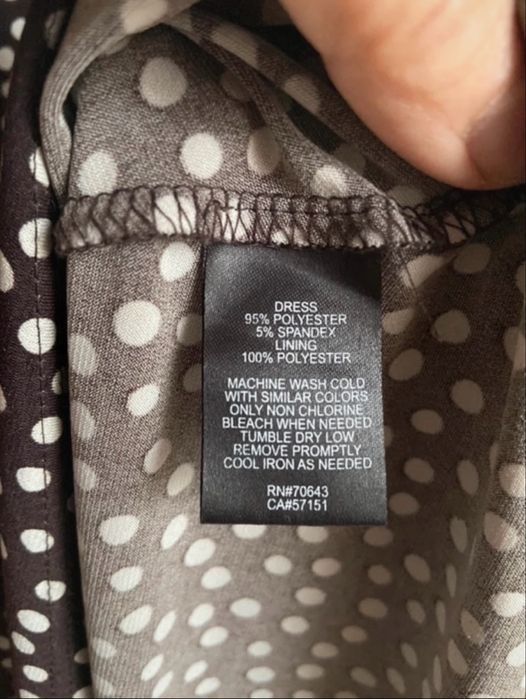 DRESS
95% POLYESTER
5% SPANDEX
LINING
100% POLYESTER
MACHINE WASH COLD
WITH SIMILAR COLORS
ONLY NON CHLORINE
BLEACH WHEN NEEDED
TUMBLE DRY LOW
REMOVE PROMPTLY
COOL IRON AS NEEDED
RN#70643
CA#57151